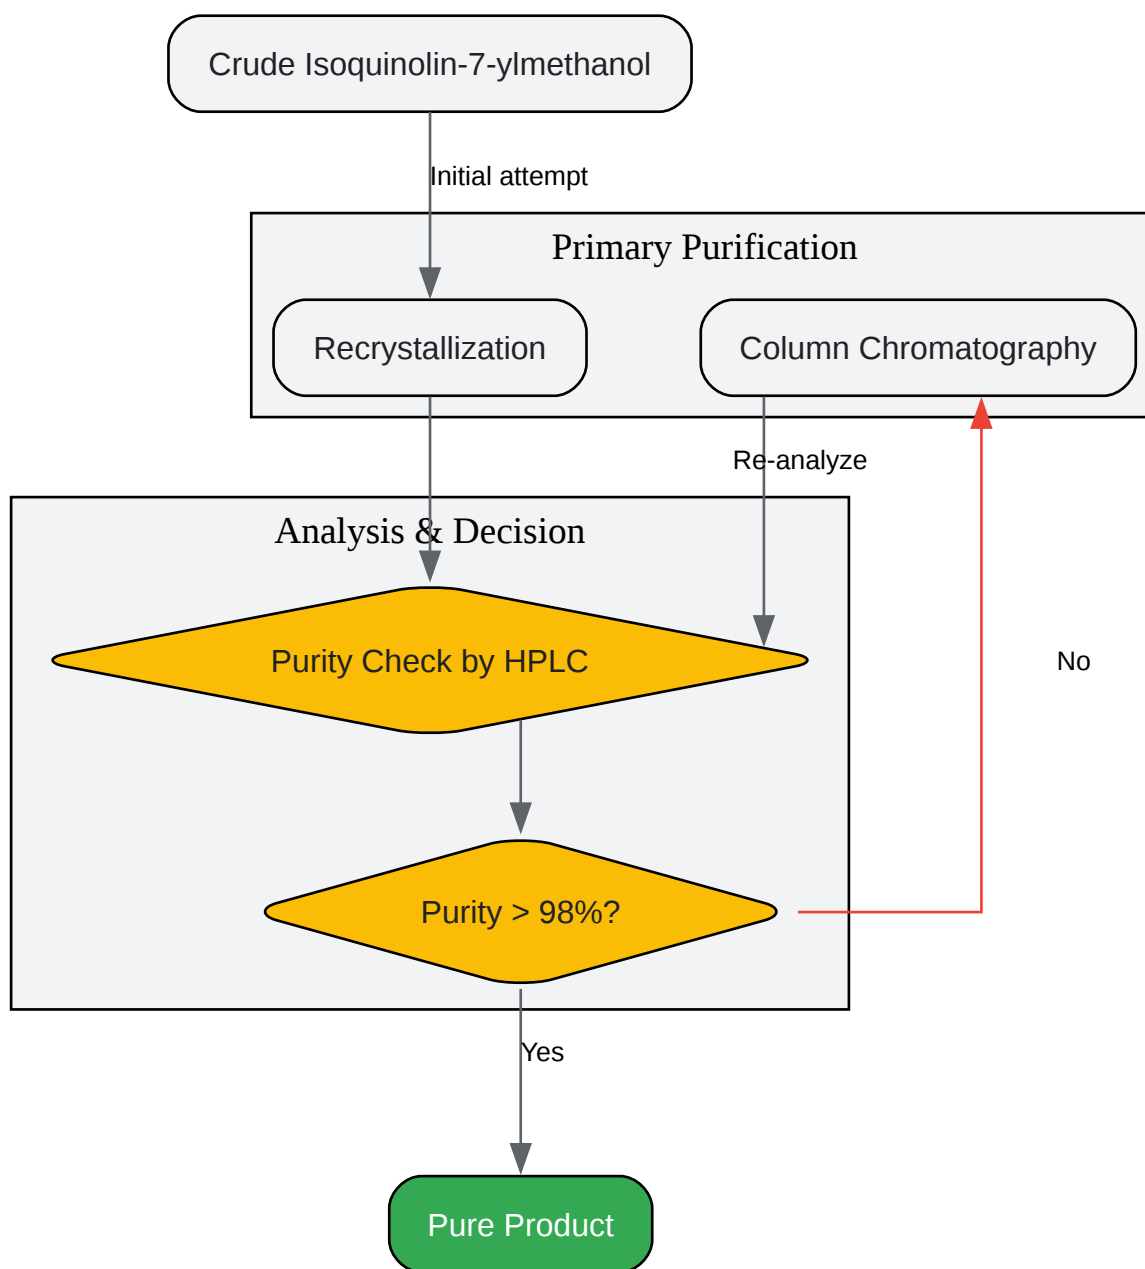 Crude Isoquinolin-7-ylmethanol
Initial attempt
Primary Purification
Recrystallization
Column Chromatography
Re-analyze
Analysis & Decision
Purity Check by HPLC
No
Purity > 98%?
Yes
Pure Product